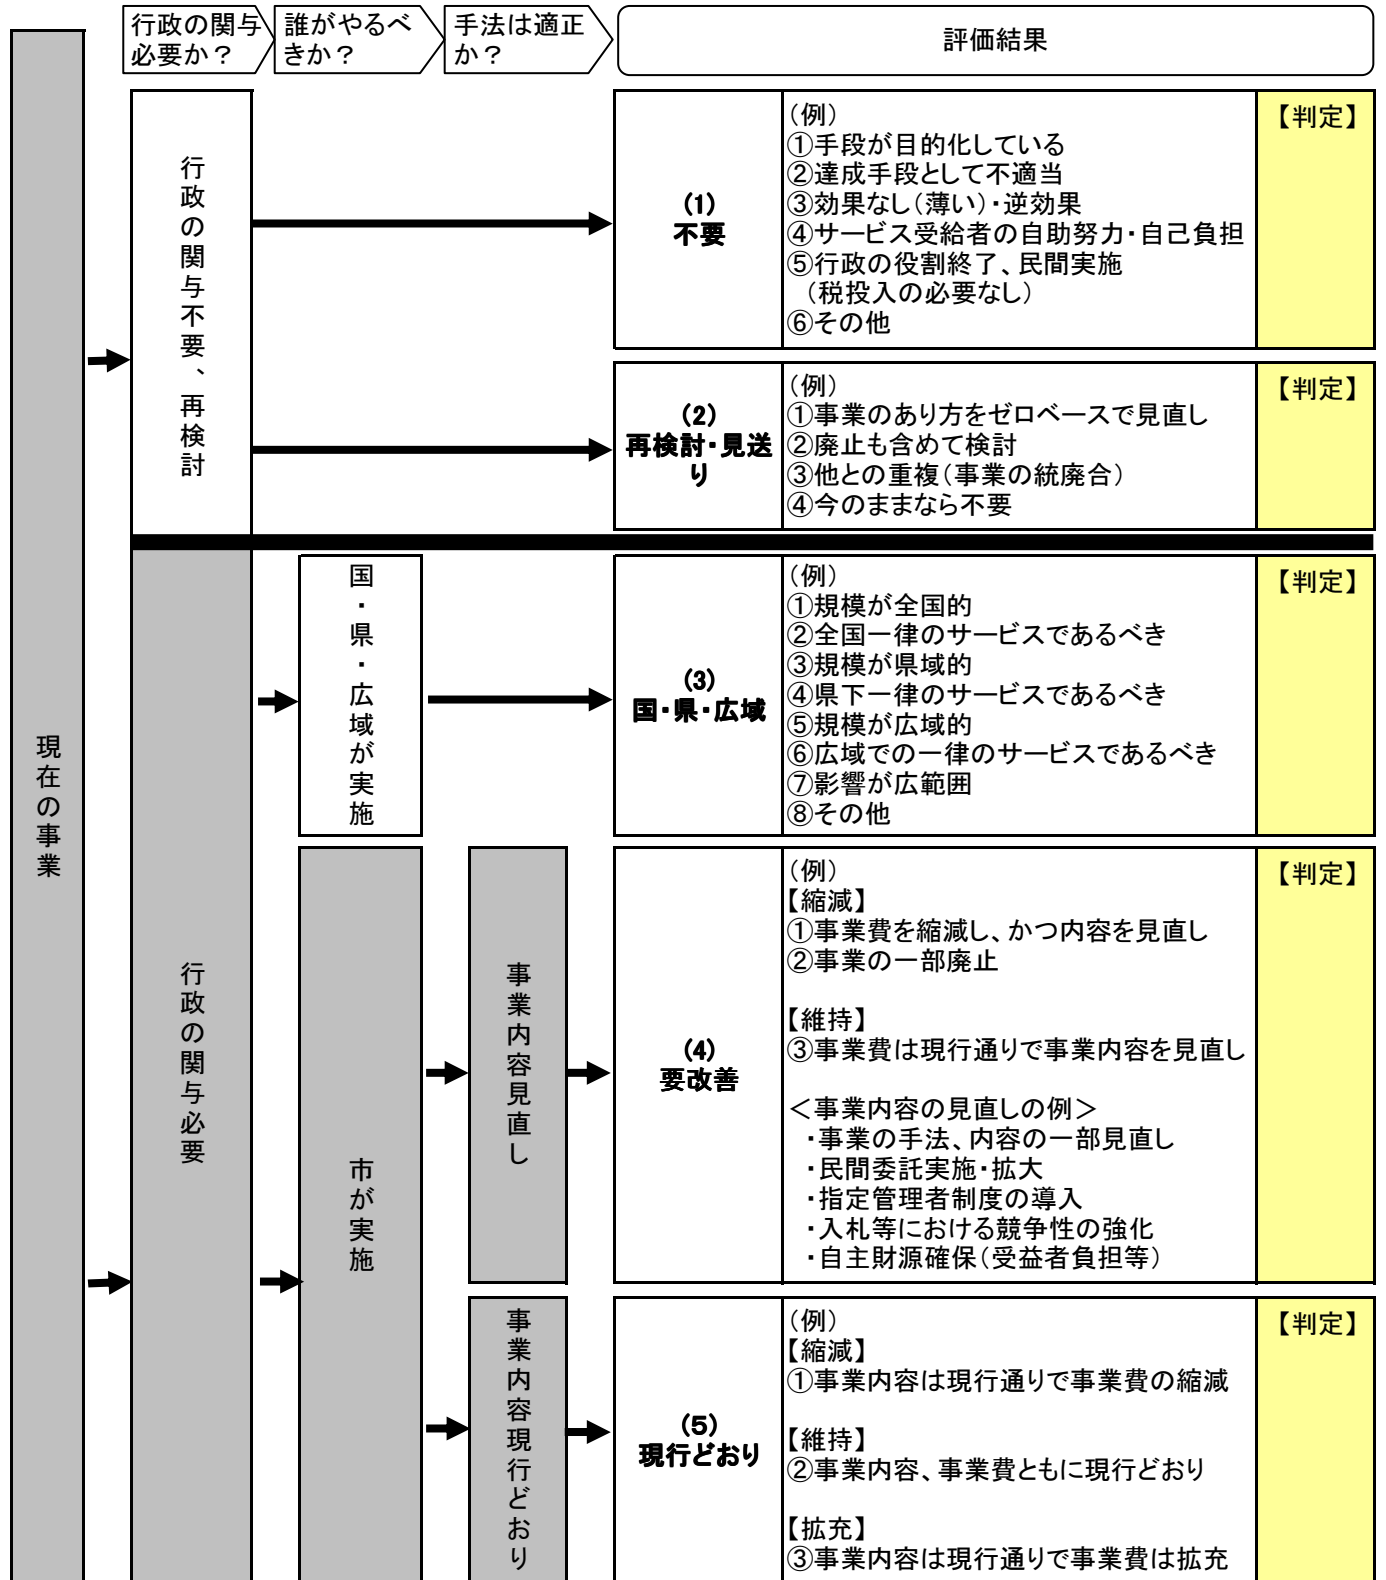 行政の関与
必要か？
誰がやるべ
きか？
手法は適正
か？
評価結果
現在の事業
行政の関与不要、再検討
(1)
不要
(例)
①手段が目的化している
②達成手段として不適当
③効果なし(薄い)・逆効果
④サービス受給者の自助努力・自己負担
⑤行政の役割終了、民間実施
(税投入の必要なし)
⑥その他
【判定】
(2)
再検討・見送
り
(例)
①事業のあり方をゼロベースで見直し
②廃止も含めて検討
③他との重複(事業の統廃合)
④今のままなら不要
【判定】
行政の関与必要
国・県・広域が実施
(3)
国・県・広域
(例)
①規模が全国的
②全国一律のサービスであるべき
③規模が県域的
④県下一律のサービスであるべき
⑤規模が広域的
⑥広域での一律のサービスであるべき
⑦影響が広範囲
⑧その他
【判定】
市が実施
事業内容見直し
(4)
要改善
(例)
【縮減】
①事業費を縮減し、かつ内容を見直し
②事業の一部廃止
【維持】
③事業費は現行通りで事業内容を見直し
＜事業内容の見直しの例＞
・事業の手法、内容の一部見直し
・民間委託実施・拡大
・指定管理者制度の導入
・入札等における競争性の強化
・自主財源確保(受益者負担等)
【判定】
事業内容現行どおり
(5)
現行どおり
(例)
【縮減】
①事業内容は現行通りで事業費の縮減
【維持】
②事業内容、事業費ともに現行どおり
【拡充】
③事業内容は現行通りで事業費は拡充
【判定】